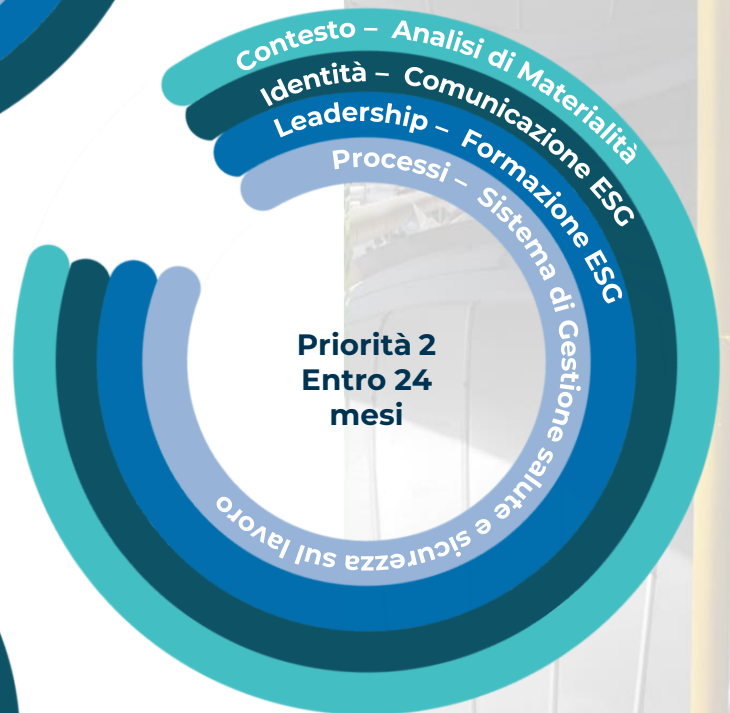 Contesto – Analisi di Materialità
Identità – Comunicazione ESG
Leadership – Formazione ESG
Processi – Sistema di Gestione salute e sicurezza sul lavoro
Priorità 2
Entro 24
mesi